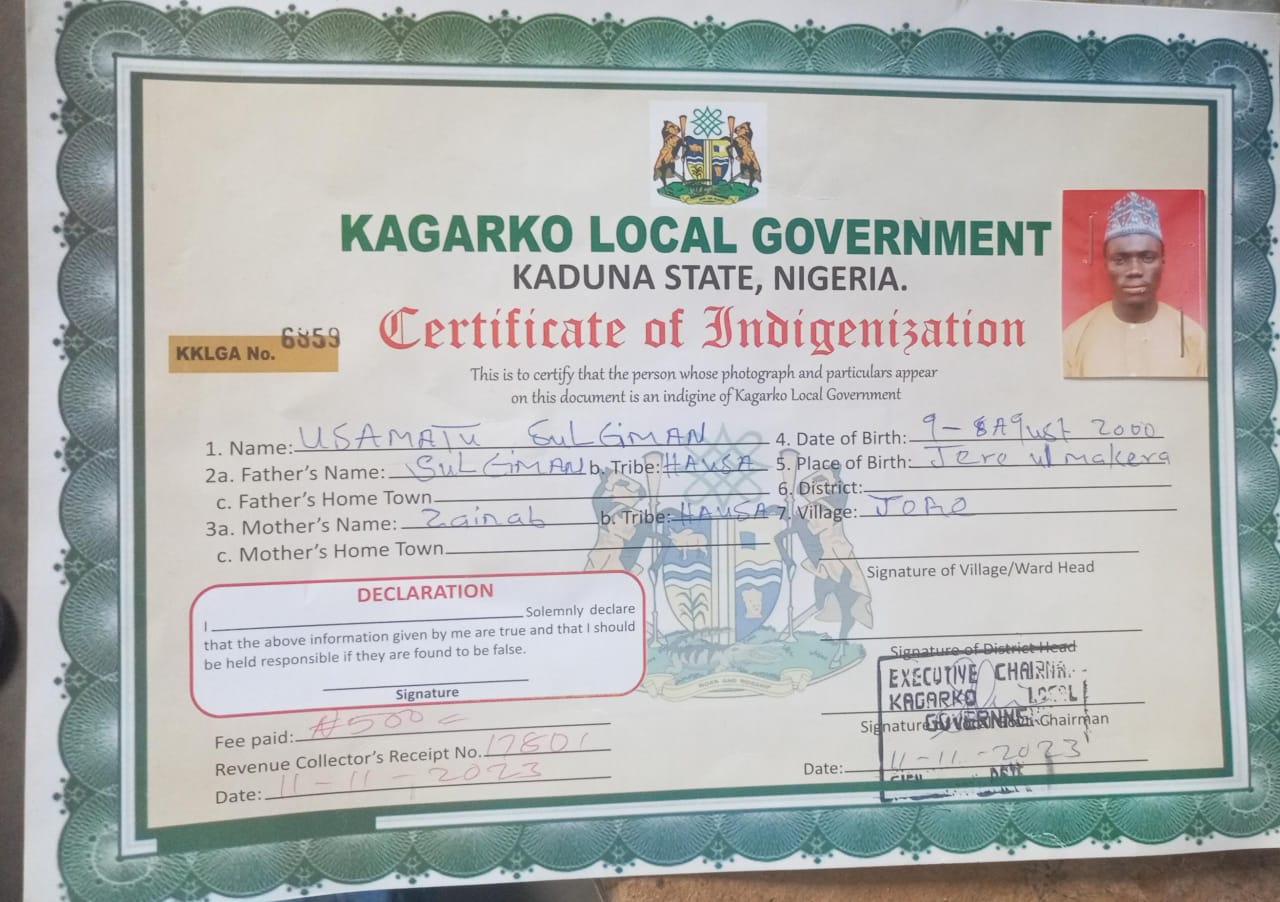 KAGARKO LOCAL GOVERNMENT
KADUNA STATE, NIGERIA.
Certificate of Indigenization
KKLGA No. 6859
This is to certify that the person whose photograph and particulars appear
on this document is an indigine of Kagarko Local Government
1. Name: USAMATU SULGIMAN
4. Date of Birth: 9-8August 2000
2a. Father's Name: SULGIMAN b. Tribe: HAUSA
5. Place of Birth: Jere makera
c. Father's Home Town
6. District:
3a. Mother's Name: Zainab b. Tribe: HAUSA
7. Village:
c. Mother's Home Town
Signature of Village/Ward Head
DECLARATION
I Solemnly declare
that the above information given by me are true and that I should
be held responsible if they are found to be false.
Signature
Signature of District Head
EXECUTIVE
KAGARKO LOCAL
Signature Chairman
Fee paid: ₦500 =
Revenue Collector's Receipt No. 17801
Date: 11-11-2023
Date: 11-11-2023